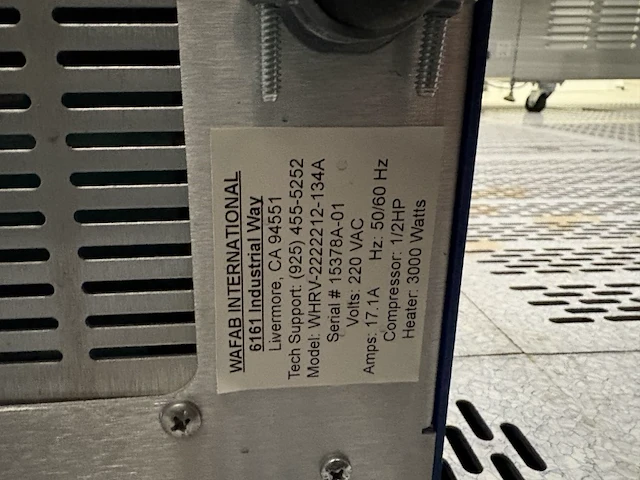 WAFAB INTERNATIONAL
6161 Industrial Way
Livermore, CA 94551
Tech Support: (925) 455-5252
Model: WHRV-2222212-134A
Serial # 15378A-01
Volts: 220 VAC
Amps: 17.1A Hz: 50/60 Hz
Compressor: 1/2HP
Heater: 3000 Watts